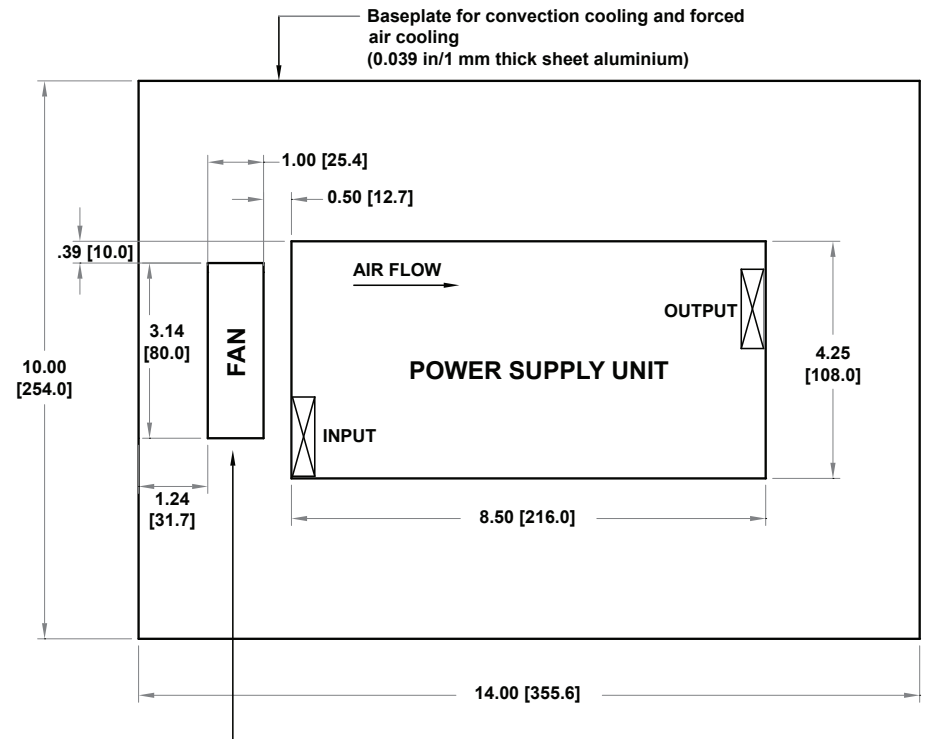 Baseplate for convection cooling and forced
air cooling
(0.039 in/1 mm thick sheet aluminium)
1.00 [25.4]
0.50 [12.7]
.39 [10.0]
AIR FLOW
OUTPUT
3.14
[80.0]
FAN
10.00
[254.0]
POWER SUPPLY UNIT
4.25
[108.0]
INPUT
1.24
[31.7]
8.50 [216.0]
14.00 [355.6]